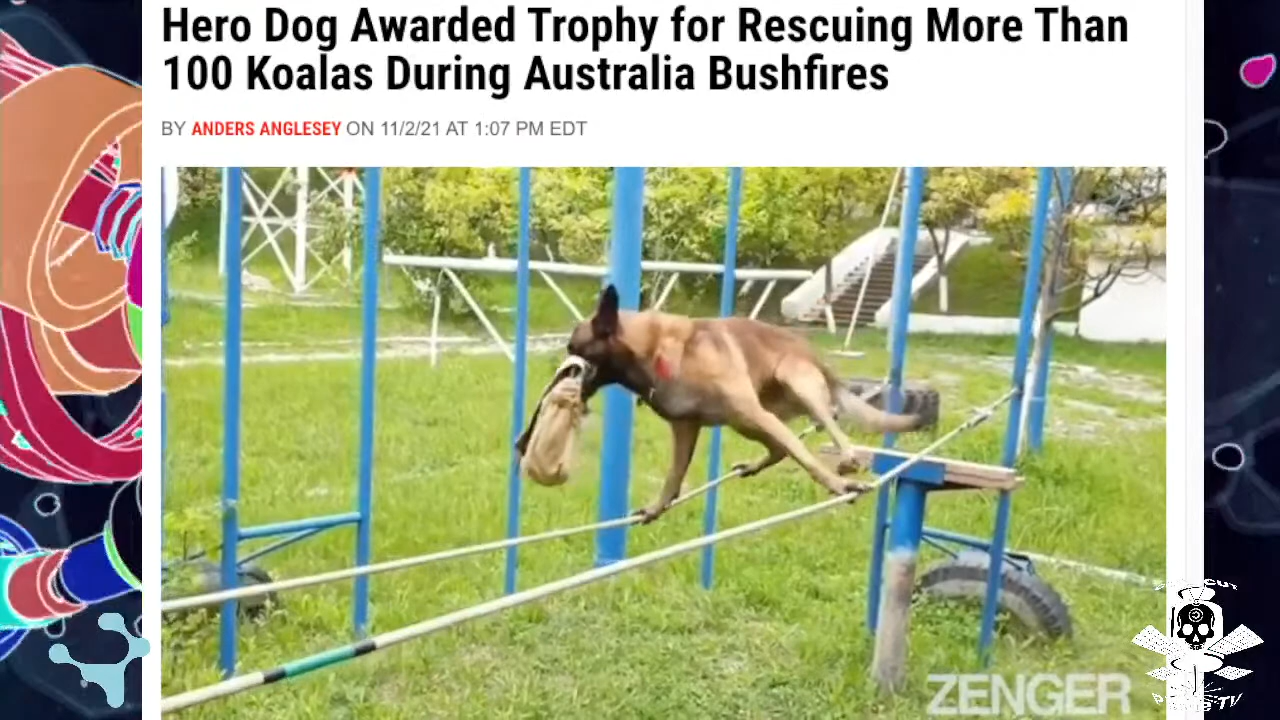 Hero Dog Awarded Trophy for Rescuing More Than
100 Koalas During Australia Bushfires
BY ANDERS ANGLESEY ON 11/2/21 AT 1:07 PM EDT
ZENGER